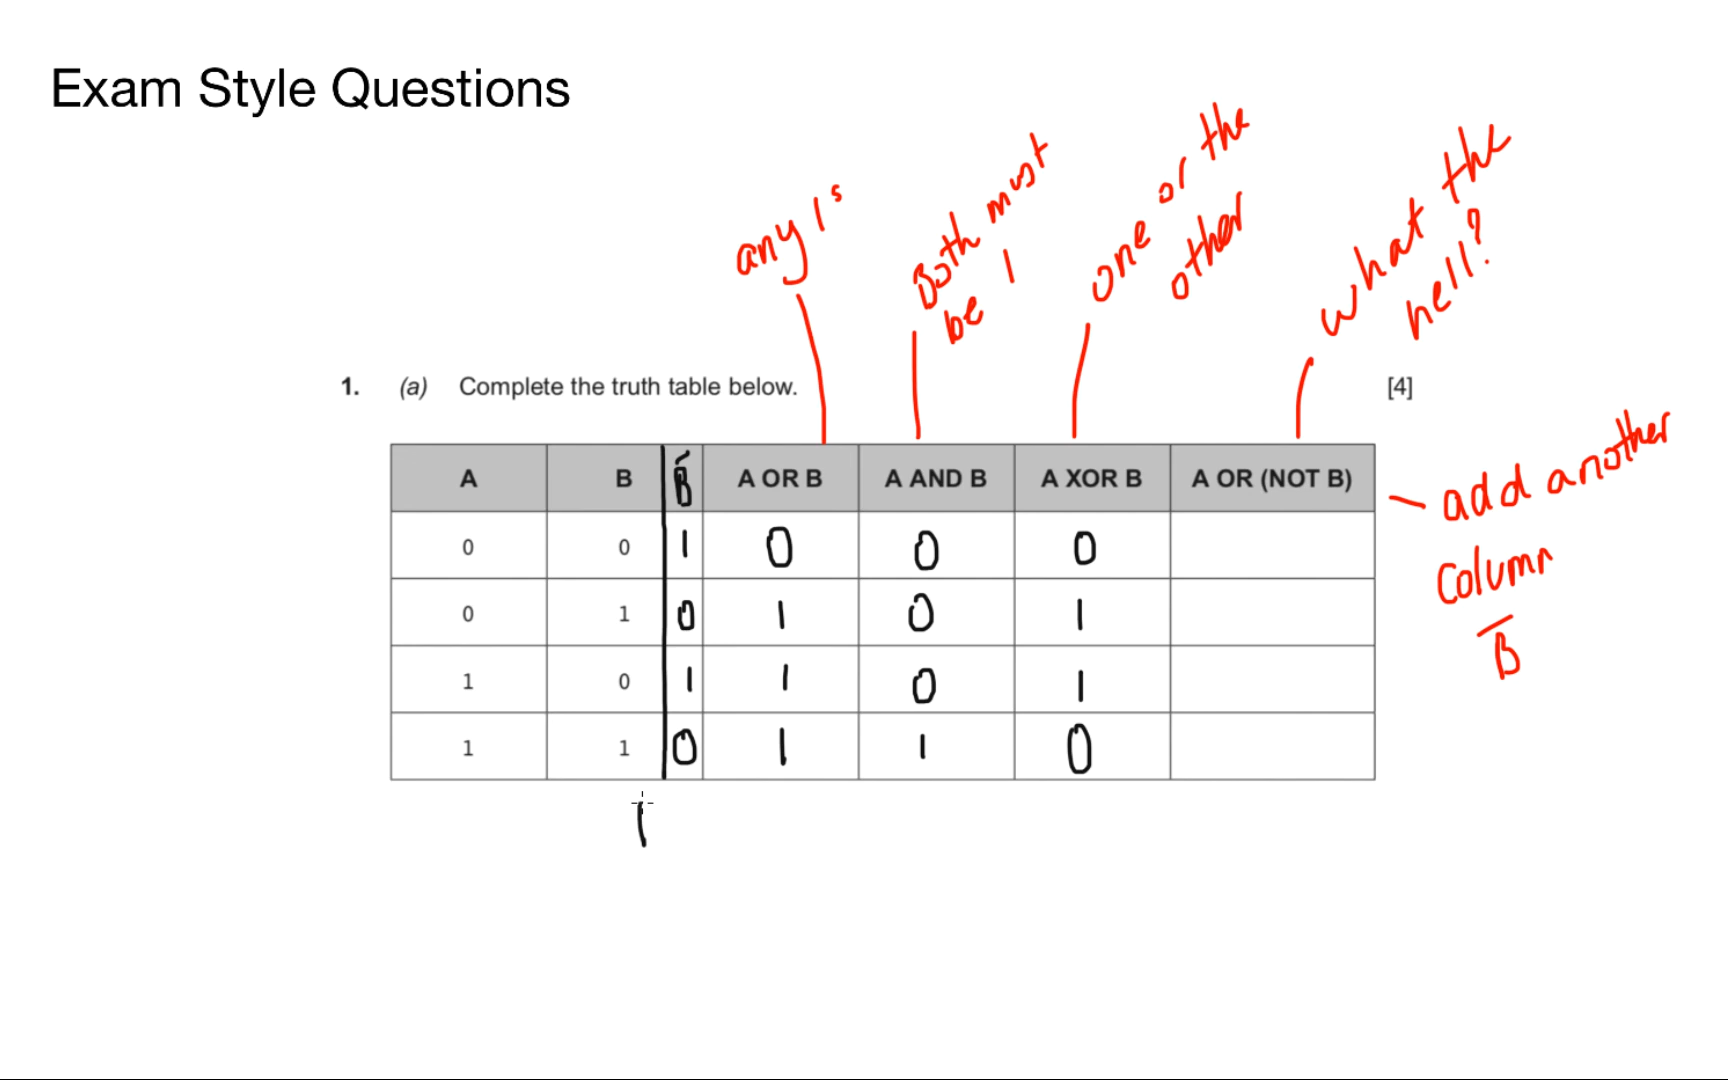 Exam Style Questions
any 1s
Both must
be 1
one or the
other
what the
hell?
1. (a) Complete the truth table below. [4]
A B B̄ A OR B A AND B A XOR B A OR (NOT B)
0 0 1 0 0 0
0 1 0 1 0 1
1 0 1 1 0 1
1 1 0 1 1 0
add another
column
B̄